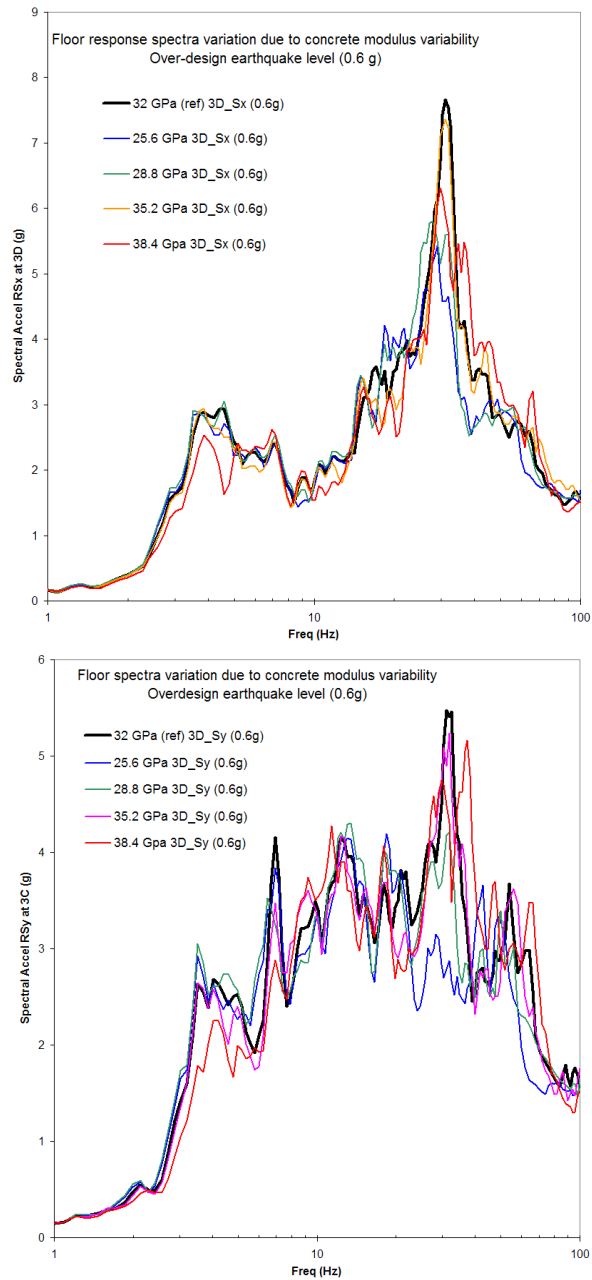 Floor response spectra variation due to concrete modulus variability
Over-design earthquake level (0.6 g)
32 GPa (ref) 3D_Sx (0.6g)
25.6 GPa 3D_Sx (0.6g)
28.8 GPa 3D_Sx (0.6g)
35.2 GPa 3D_Sx (0.6g)
38.4 Gpa 3D_Sx (0.6g)
Spectral Accel RSx at 3D (g)
9
8
7
6
5
4
3
2
1
0
1
10
100
Freq (Hz)
Floor spectra variation due to concrete modulus variability
Overdesign earthquake level (0.6g)
32 GPa (ref) 3D_Sy (0.6g)
25.6 GPa 3D_Sy (0.6g)
28.8 GPa 3D_Sy (0.6g)
35.2 GPa 3D_Sy (0.6g)
38.4 Gpa 3D_Sy (0.6g)
Spectral Accel RSy at 3C (g)
6
5
4
3
2
1
0
1
10
100
Freq (Hz)